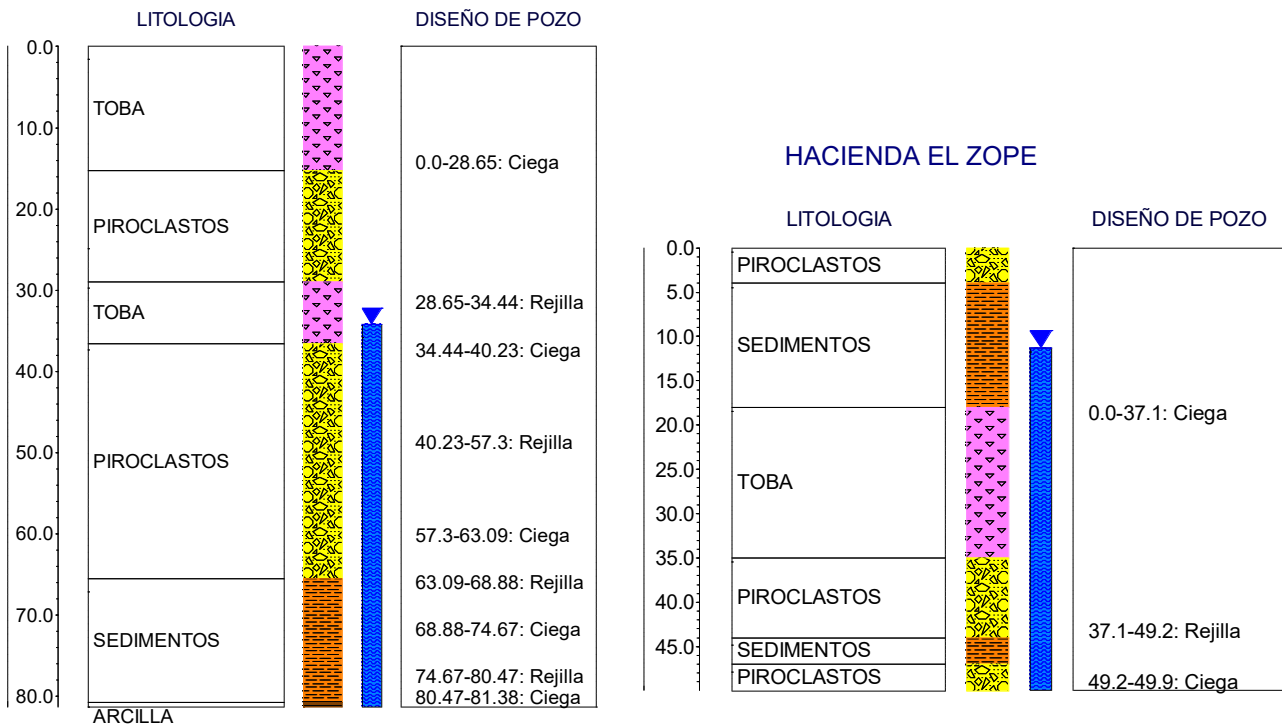 LITOLOGIA
DISEÑO DE POZO
0.0
10.0
20.0
30.0
40.0
50.0
60.0
70.0
80.0
TOBA
PIROCLASTOS
TOBA
PIROCLASTOS
SEDIMENTOS
ARCILLA
0.0-28.65: Ciega
28.65-34.44: Rejilla
34.44-40.23: Ciega
40.23-57.3: Rejilla
57.3-63.09: Ciega
63.09-68.88: Rejilla
68.88-74.67: Ciega
74.67-80.47: Rejilla
80.47-81.38: Ciega
HACIENDA EL ZOPE
LITOLOGIA
DISEÑO DE POZO
0.0
5.0
10.0
15.0
20.0
25.0
30.0
35.0
40.0
45.0
PIROCLASTOS
SEDIMENTOS
TOBA
PIROCLASTOS
SEDIMENTOS
PIROCLASTOS
0.0-37.1: Ciega
37.1-49.2: Rejilla
49.2-49.9: Ciega